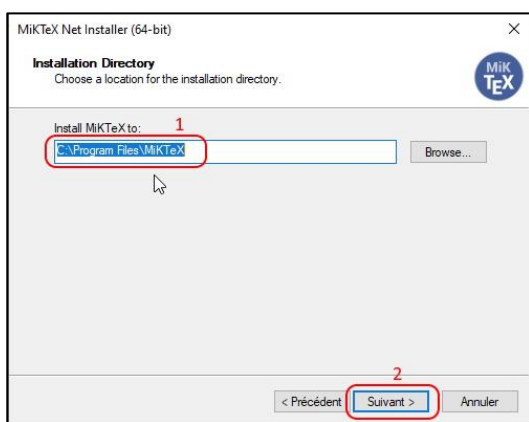 MiKTeX Net Installer (64-bit)
Installation Directory
Choose a location for the installation directory.
MiK
TEX
Install MiKTeX to:
1
C:\Program Files\MiKTeX
Browse...
2
< Précédent
Suivant >
Annuler